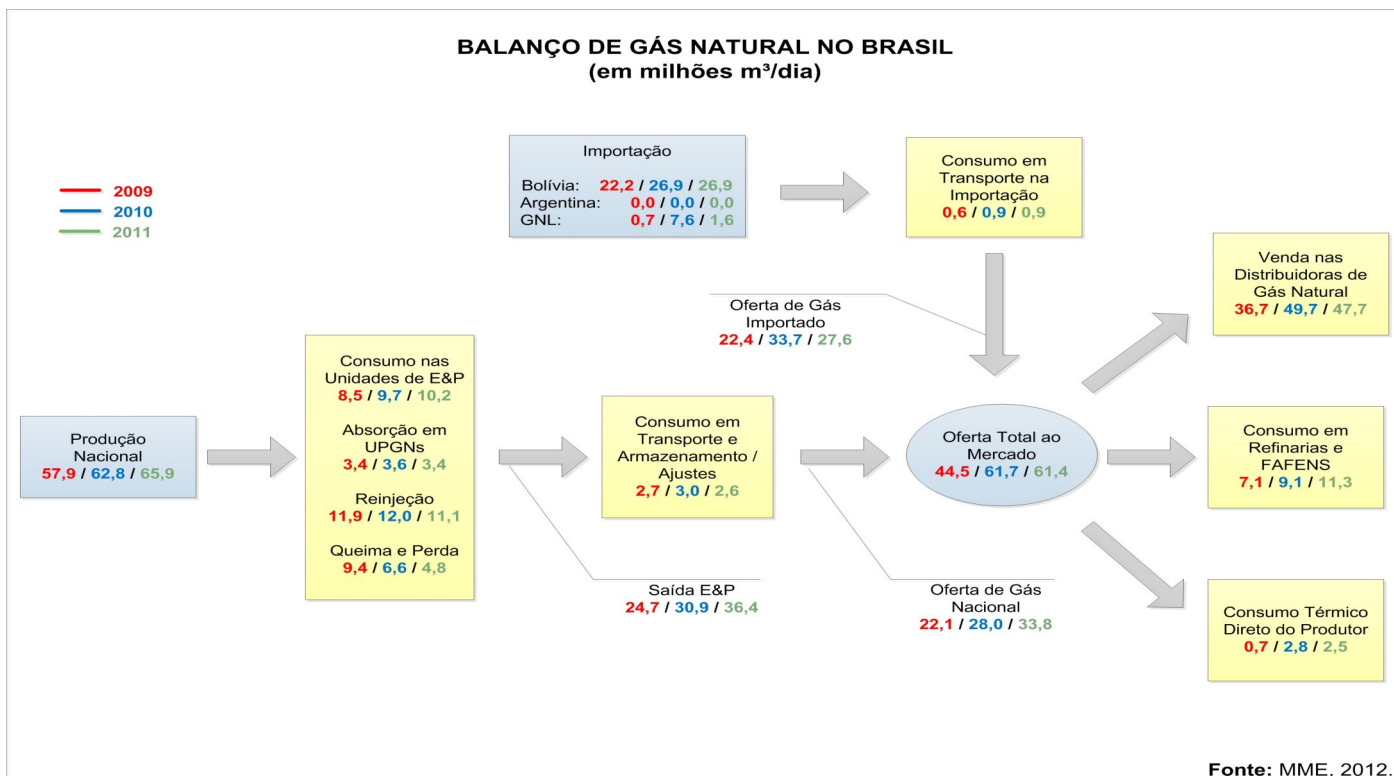 BALANÇO DE GÁS NATURAL NO BRASIL
(em milhões m³/dia)
2009
2010
2011
Importação
Bolívia: 22,2 / 26,9 / 26,9
Argentina: 0,0 / 0,0 / 0,0
GNL: 0,7 / 7,6 / 1,6
Consumo em
Transporte na
Importação
0,6 / 0,9 / 0,9
Oferta de Gás
Importado
22,4 / 33,7 / 27,6
Produção
Nacional
57,9 / 62,8 / 65,9
Consumo nas
Unidades de E&P
8,5 / 9,7 / 10,2
Absorção em
UPGNs
3,4 / 3,6 / 3,4
Reinjeção
11,9 / 12,0 / 11,1
Queima e Perda
9,4 / 6,6 / 4,8
Saída E&P
24,7 / 30,9 / 36,4
Consumo em
Transporte e
Armazenamento /
Ajustes
2,7 / 3,0 / 2,6
Oferta de Gás
Nacional
22,1 / 28,0 / 33,8
Oferta Total ao
Mercado
44,5 / 61,7 / 61,4
Venda nas
Distribuidoras de
Gás Natural
36,7 / 49,7 / 47,7
Consumo em
Refinarias e
FAFENS
7,1 / 9,1 / 11,3
Consumo Térmico
Direto do Produtor
0,7 / 2,8 / 2,5
Fonte: MME, 2012.